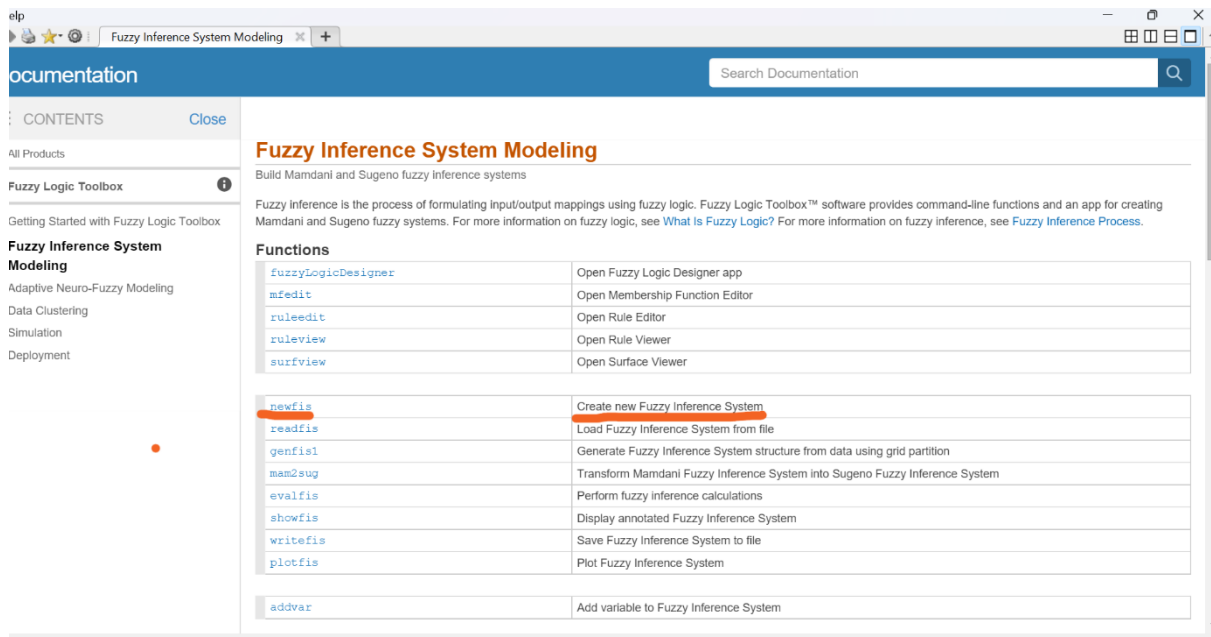 elp
Fuzzy Inference System Modeling
ocumentation
Search Documentation
CONTENTS Close
All Products
Fuzzy Logic Toolbox
Getting Started with Fuzzy Logic Toolbox
Fuzzy Inference System
Modeling
Adaptive Neuro-Fuzzy Modeling
Data Clustering
Simulation
Deployment
Fuzzy Inference System Modeling
Build Mamdani and Sugeno fuzzy inference systems
Fuzzy inference is the process of formulating input/output mappings using fuzzy logic. Fuzzy Logic Toolbox™ software provides command-line functions and an app for creating
Mamdani and Sugeno fuzzy systems. For more information on fuzzy logic, see What Is Fuzzy Logic? For more information on fuzzy inference, see Fuzzy Inference Process.
Functions
fuzzyLogicDesigner Open Fuzzy Logic Designer app
mfedit Open Membership Function Editor
ruleedit Open Rule Editor
ruleview Open Rule Viewer
surfview Open Surface Viewer
newfis Create new Fuzzy Inference System
readfis Load Fuzzy Inference System from file
genfis1 Generate Fuzzy Inference System structure from data using grid partition
mam2sug Transform Mamdani Fuzzy Inference System into Sugeno Fuzzy Inference System
evalfis Perform fuzzy inference calculations
showfis Display annotated Fuzzy Inference System
writefis Save Fuzzy Inference System to file
plotfis Plot Fuzzy Inference System
addvar Add variable to Fuzzy Inference System